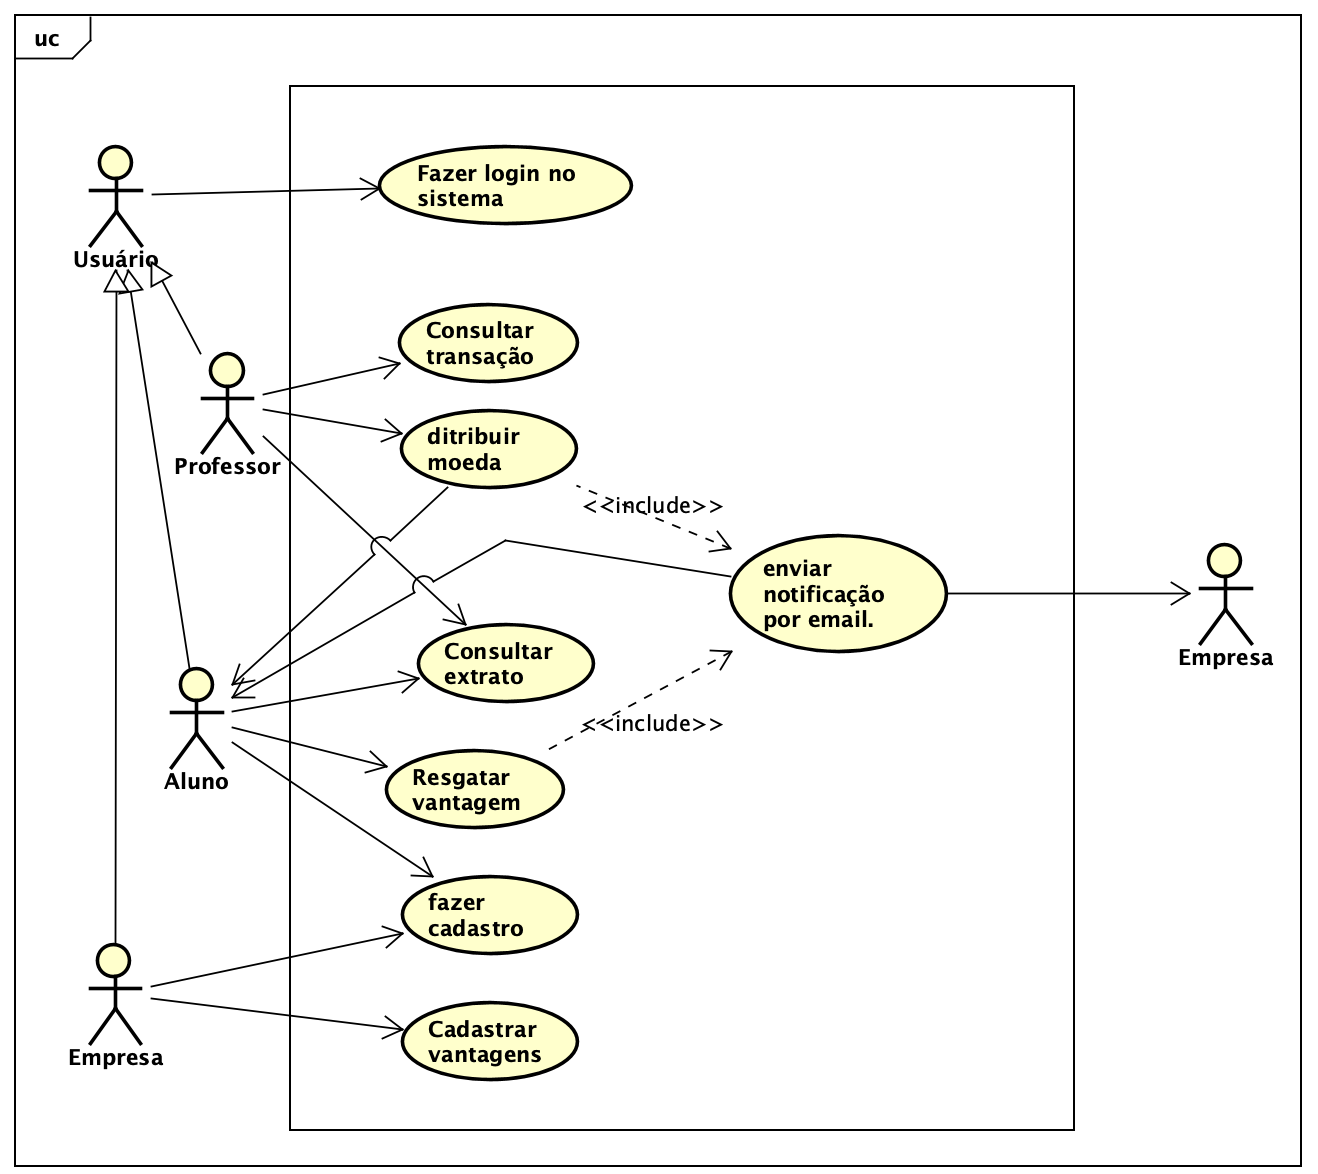 uc
Fazer login no
sistema
Usuário
Consultar
transação
Professor
ditribuir
moeda
<<include>>
enviar
notificação
por email.
Empresa
Consultar
extrato
<<include>>
Aluno
Resgatar
vantagem
fazer
cadastro
Empresa
Cadastrar
vantagens